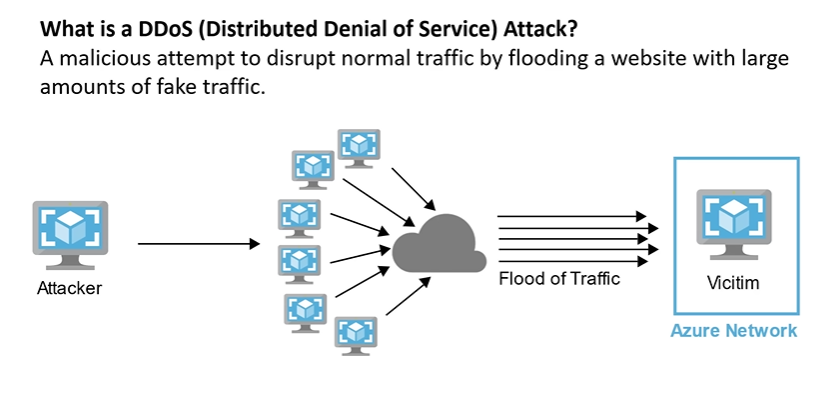 What is a DDoS (Distributed Denial of Service) Attack?
A malicious attempt to disrupt normal traffic by flooding a website with large
amounts of fake traffic.
Attacker
Flood of Traffic
Vicitim
Azure Network